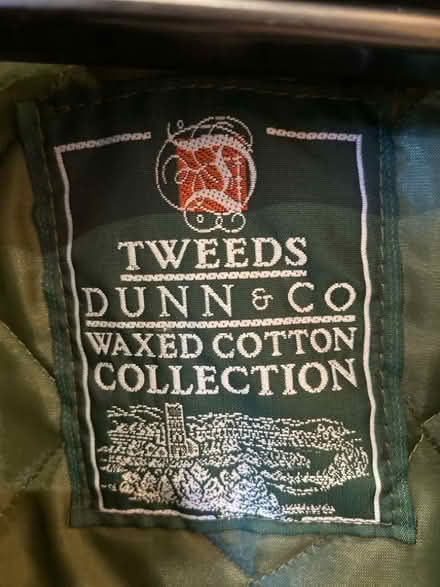 TWEEDS
DUNN & CO
WAXED COTTON
COLLECTION